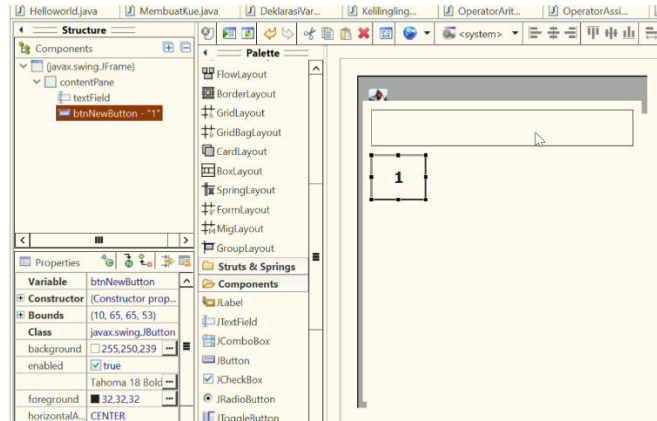 Helloworld.java
MembuatKue.java
DeklarasiVar...
Kelilingling...
OperatorArit...
OperatorAssi...
Structure
Components
(javax.swing.JFrame)
contentPane
textField
btnNewButton - "1"
Properties
Variable btnNewButton
Constructor (Constructor prop...
Bounds (10, 65, 65, 53)
Class javax.swing.JButton
background 255,250,239 ...
enabled true
Tahoma 18 Bold ...
foreground 32,32,32 ...
horizontalA... CENTER
Palette
FlowLayout
BorderLayout
GridLayout
GridBagLayout
CardLayout
BoxLayout
SpringLayout
FormLayout
MigLayout
GroupLayout
Struts & Springs
Components
JLabel
JTextField
JComboBox
JButton
JCheckBox
JRadioButton
JToggleButton
<system>
1